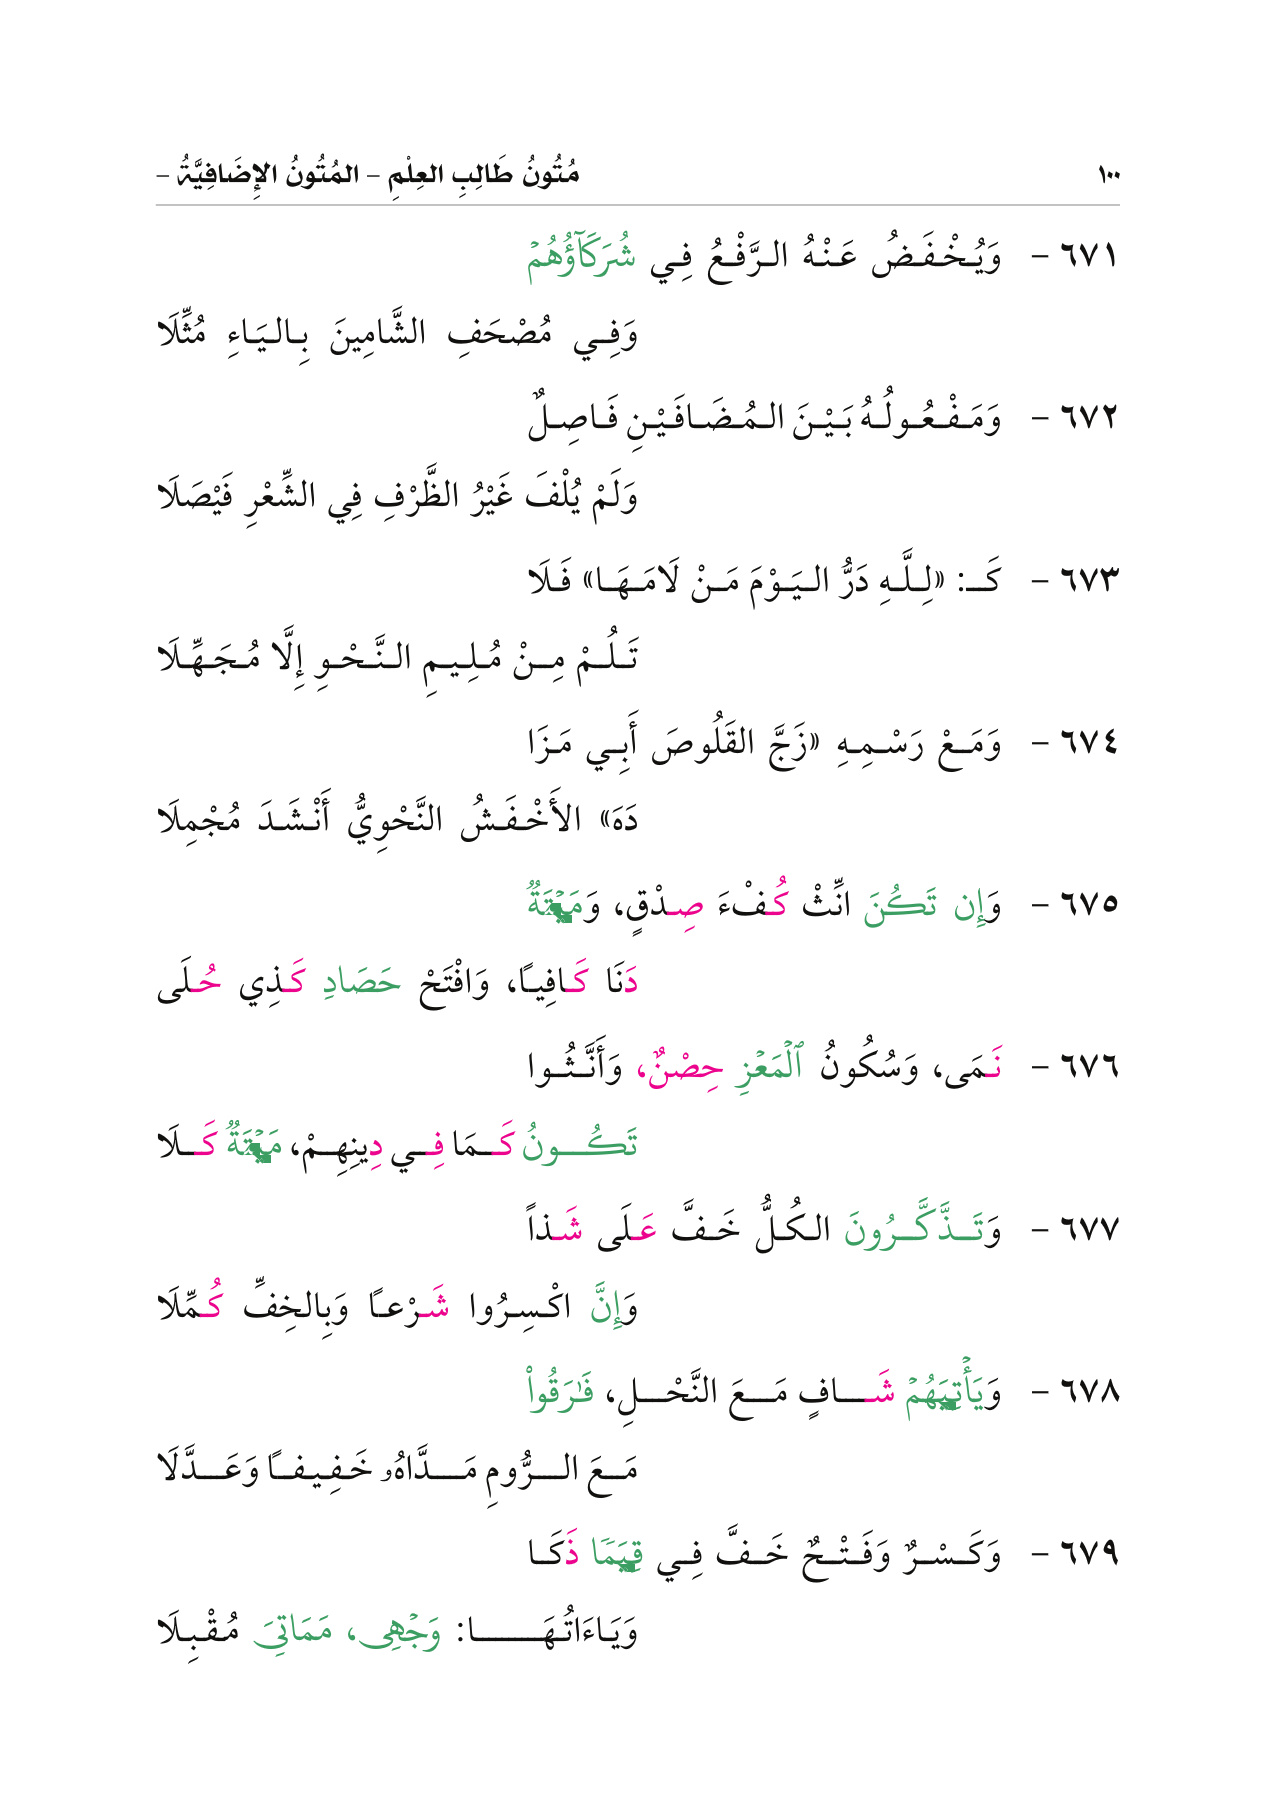 ١٠٠ مُتُونُ طَالِبِ العِلْمِ – المُتُونُ الإِضَافِيَّةُ –
٦٧١ – وَيُخْفَضُ عَنْهُ الرَّفْعُ فِي شُرَكَآؤُهُمْ
وَفِي مُصْحَفِ الشَّامِينَ بِاليَاءِ مُثِّلَا
٦٧٢ – وَمَفْعُولُهُ بَيْنَ المُضَافَيْنِ فَاصِلٌ
وَلَمْ يُلْفَ غَيْرُ الظَّرْفِ فِي الشِّعْرِ فَيْصَلَا
٦٧٣ – كَـ: «لِلَّهِ دَرُّ اليَوْمَ مَنْ لَامَهَا» فَلَا
تَلُمْ مِنْ مُلِيمِ النَّحْوِ إِلَّا مُجَهِّلَا
٦٧٤ – وَمَعْ رَسْمِهِ «زَجَّ القَلُوصَ أَبِي مَزَا
دَهَ» الأَخْفَشُ النَّحْوِيُّ أَنْشَدَ مُجْمِلَا
٦٧٥ – وَإِن تَكُنَ انِّثْ كُفْءَ صِدْقٍ، وَمَيْتَةٌ
دَنَا كَافِيًا، وَافْتَحْ حَصَادِ كَذِي حُلَى
٦٧٦ – نَمَى، وَسُكُونُ ٱلْمَعْزِ حِصْنٌ، وَأَنَّثُوا
تَكُونُ كَمَا فِي دِينِهِمْ، مَيْتَةٌ كَلَا
٦٧٧ – وَتَذَّكَّرُونَ الكُلُّ خَفَّ عَلَى شَذاً
وَإِنَّ اكْسِرُوا شَرْعًا وَبِالخِفِّ كُمِّلَا
٦٧٨ – وَيَأْتِيَهُمْ شَافٍ مَعَ النَّحْلِ، فَٰرَقُواْ
مَعَ الرُّومِ مَدَّاهُۥ خَفِيفًا وَعَدَّلَا
٦٧٩ – وَكَسْرٌ وَفَتْحٌ خَفَّ فِي قِيَمًا ذَكَا
وَيَاءَاتُهَا: وَجْهِى، مَمَاتِىَ مُقْبِلَا